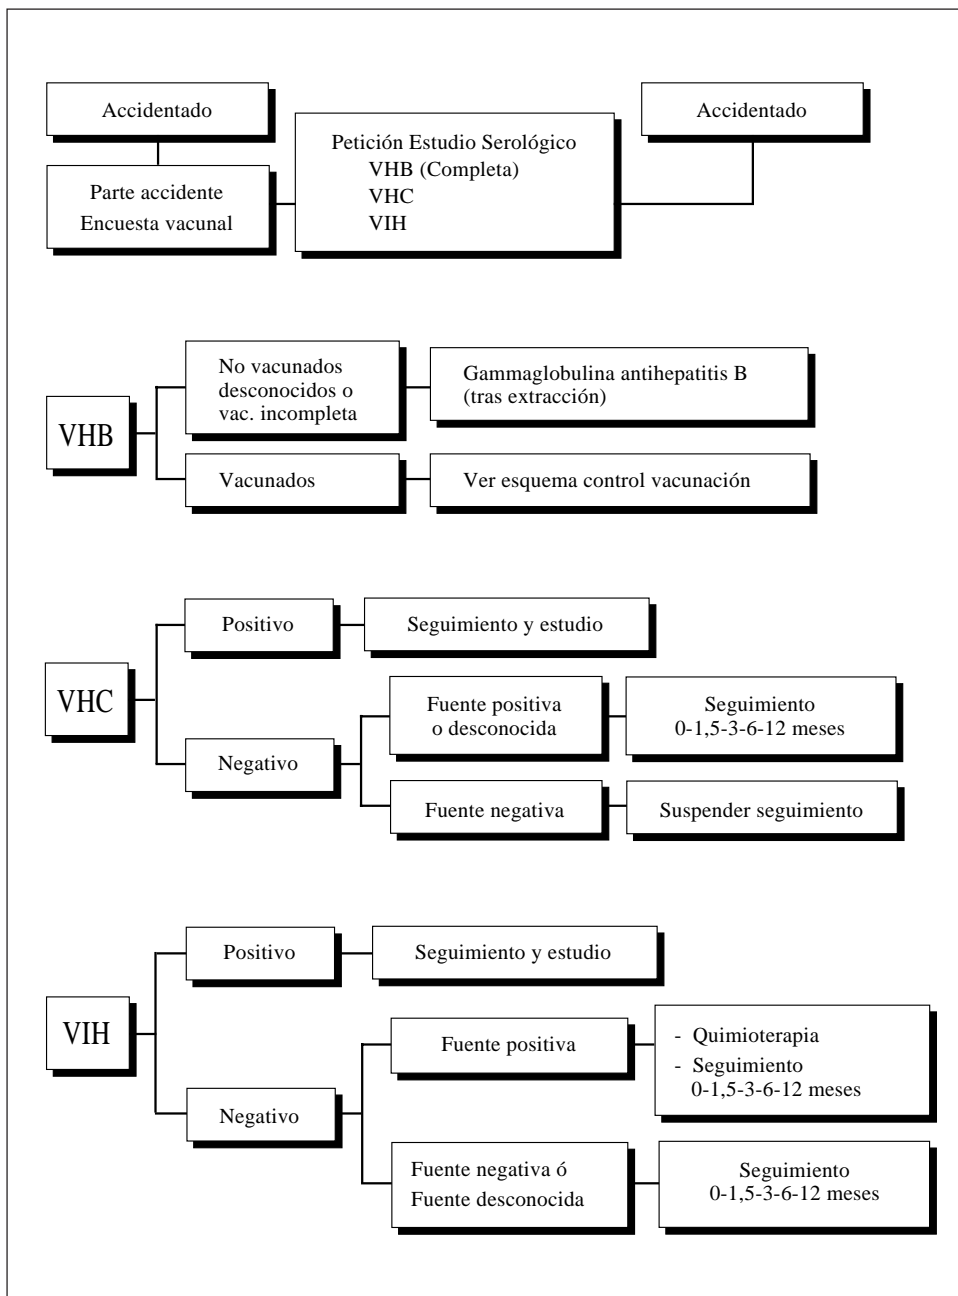 Accidentado
Accidentado
Petición Estudio Serológico
VHB (Completa)
VHC
VIH
Parte accidente
Encuesta vacunal
VHB
No vacunados
desconocidos o
vac. incompleta
Gammaglobulina antihepatitis B
(tras extracción)
Vacunados
Ver esquema control vacunación
VHC
Positivo
Seguimiento y estudio
Negativo
Fuente positiva
o desconocida
Seguimiento
0-1,5-3-6-12 meses
Fuente negativa
Suspender seguimiento
VIH
Positivo
Seguimiento y estudio
Negativo
Fuente positiva
- Quimioterapia
- Seguimiento
0-1,5-3-6-12 meses
Fuente negativa ó
Fuente desconocida
Seguimiento
0-1,5-3-6-12 meses